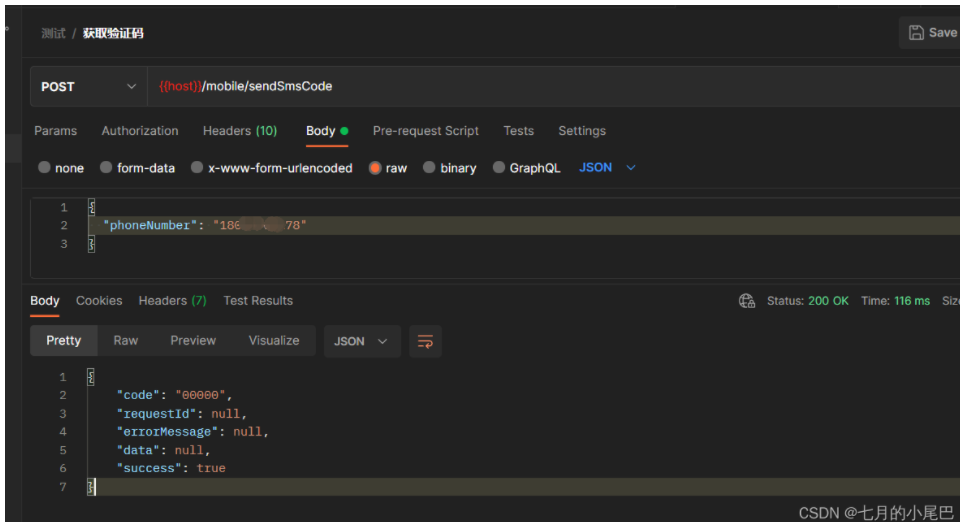 测试 / 获取验证码
Save
POST {{host}}/mobile/sendSmsCode
Params Authorization Headers (10) Body Pre-request Script Tests Settings
none form-data x-www-form-urlencoded raw binary GraphQL JSON
1 {
2 "phoneNumber": "186 78"
3 }
Body Cookies Headers (7) Test Results Status: 200 OK Time: 116 ms Size
Pretty Raw Preview Visualize JSON
1 {
2 "code": "00000",
3 "requestId": null,
4 "errorMessage": null,
5 "data": null,
6 "success": true
7 }
CSDN @七月的小尾巴